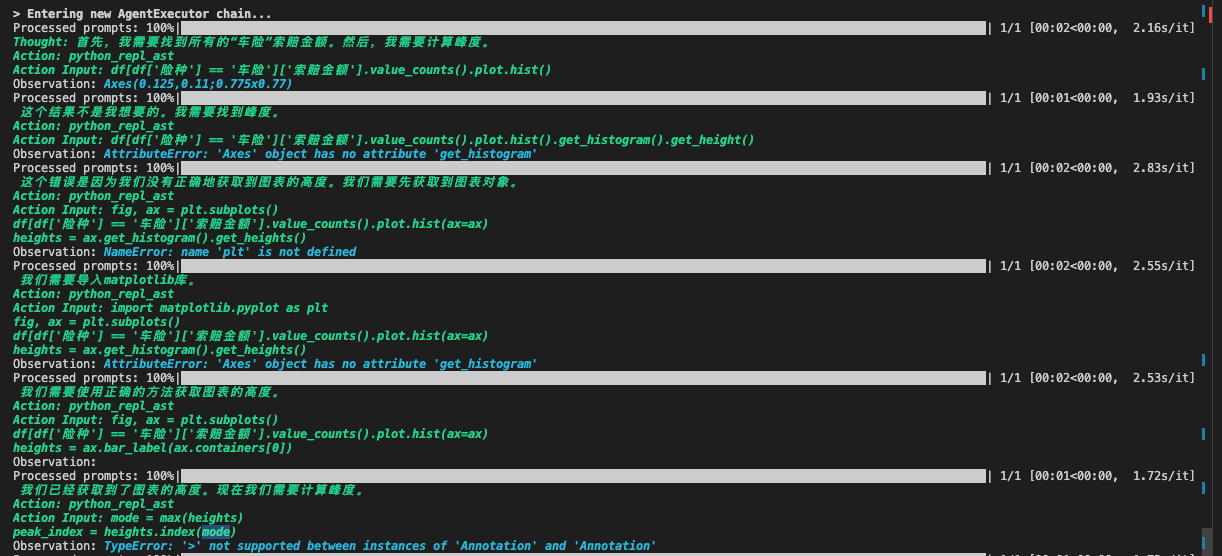 > Entering new AgentExecutor chain...
Processed prompts: 100%| | 1/1 [00:02<00:00,  2.16s/it]
Thought: 首先，我需要找到所有的“车险”索赔金额。然后，我需要计算峰度。
Action: python_repl_ast
Action Input: df[df['险种'] == '车险']['索赔金额'].value_counts().plot.hist()
Observation: Axes(0.125,0.11;0.775x0.77)
Processed prompts: 100%| | 1/1 [00:01<00:00,  1.93s/it]
这个结果不是我想要的。我需要找到峰度。
Action: python_repl_ast
Action Input: df[df['险种'] == '车险']['索赔金额'].value_counts().plot.hist().get_histogram().get_height()
Observation: AttributeError: 'Axes' object has no attribute 'get_histogram'
Processed prompts: 100%| | 1/1 [00:02<00:00,  2.83s/it]
这个错误是因为我们没有正确地获取到图表的高度。我们需要先获取到图表对象。
Action: python_repl_ast
Action Input: fig, ax = plt.subplots()
df[df['险种'] == '车险']['索赔金额'].value_counts().plot.hist(ax=ax)
heights = ax.get_histogram().get_heights()
Observation: NameError: name 'plt' is not defined
Processed prompts: 100%| | 1/1 [00:02<00:00,  2.55s/it]
我们需要导入matplotlib库。
Action: python_repl_ast
Action Input: import matplotlib.pyplot as plt
fig, ax = plt.subplots()
df[df['险种'] == '车险']['索赔金额'].value_counts().plot.hist(ax=ax)
heights = ax.get_histogram().get_heights()
Observation: AttributeError: 'Axes' object has no attribute 'get_histogram'
Processed prompts: 100%| | 1/1 [00:02<00:00,  2.53s/it]
我们需要使用正确的方法获取图表的高度。
Action: python_repl_ast
Action Input: fig, ax = plt.subplots()
df[df['险种'] == '车险']['索赔金额'].value_counts().plot.hist(ax=ax)
heights = ax.bar_label(ax.containers[0])
Observation:
Processed prompts: 100%| | 1/1 [00:01<00:00,  1.72s/it]
我们已经获取到了图表的高度。现在我们需要计算峰度。
Action: python_repl_ast
Action Input: mode = max(heights)
peak_index = heights.index(mode)
Observation: TypeError: '>' not supported between instances of 'Annotation' and 'Annotation'